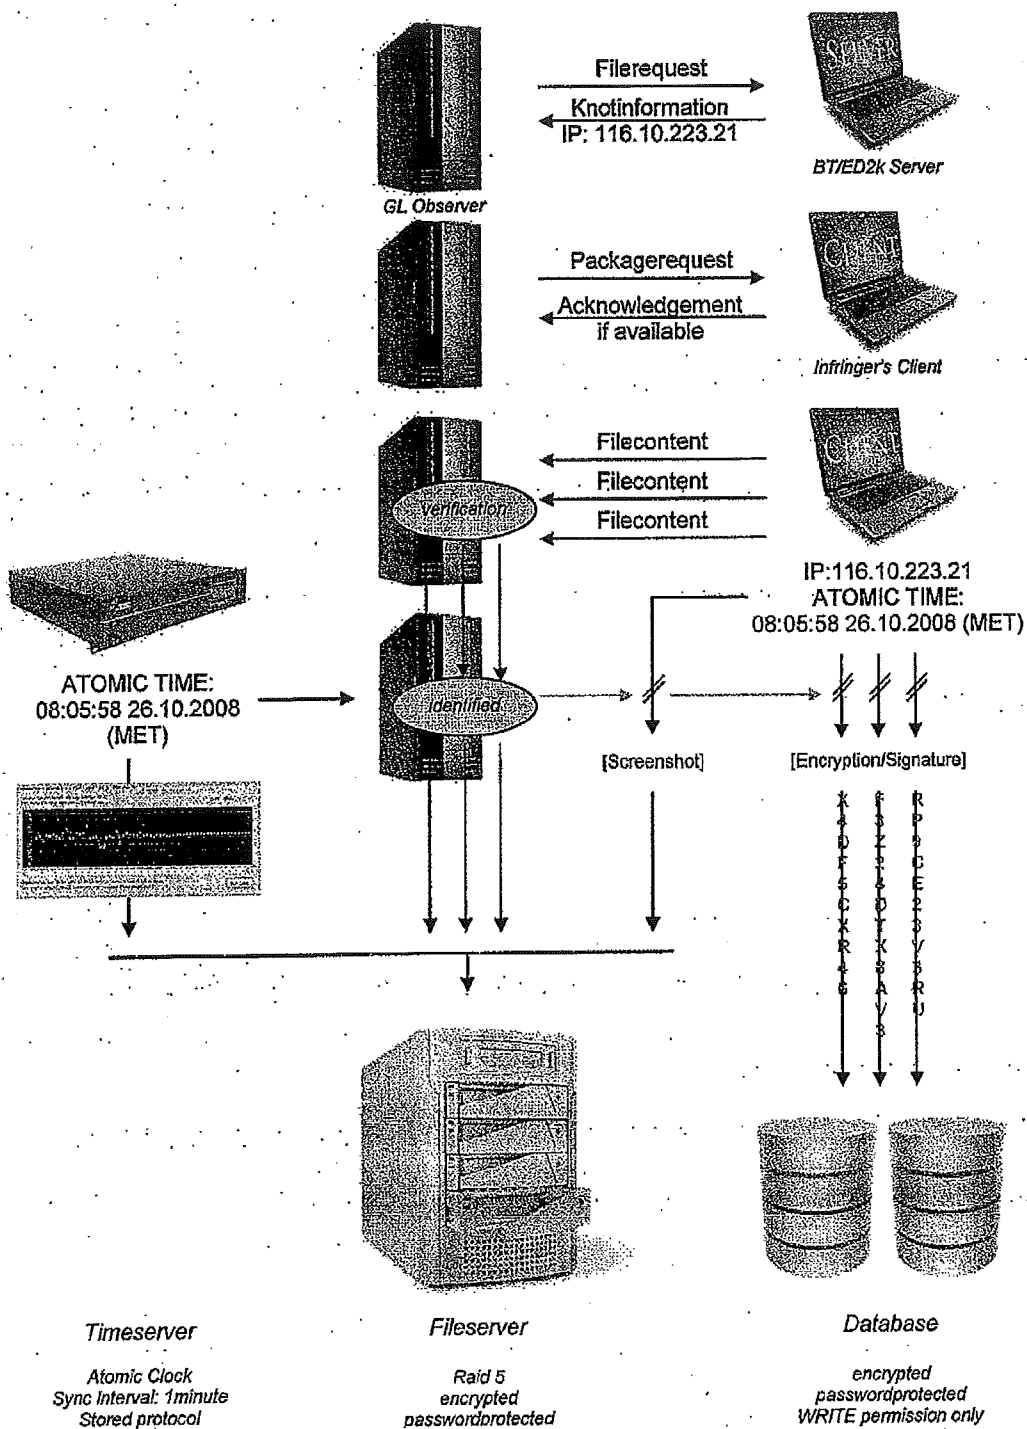 SERVER
Filerequest
Knotinformation
IP: 116.10.223.21
BT/ED2k Server
GL Observer
CLIENT
Packagerequest
Acknowledgement
if available
Infringer's Client
CLIENT
Filecontent
Filecontent
Filecontent
verification
IP:116.10.223.21
ATOMIC TIME:
08:05:58 26.10.2008 (MET)
ATOMIC TIME:
08:05:58 26.10.2008
(MET)
identified
[Screenshot]
[Encryption/Signature]
Timeserver
Atomic Clock
Sync Interval: 1minute
Stored protocol
Fileserver
Raid 5
encrypted
passwordprotected
Database
encrypted
passwordprotected
WRITE permission only